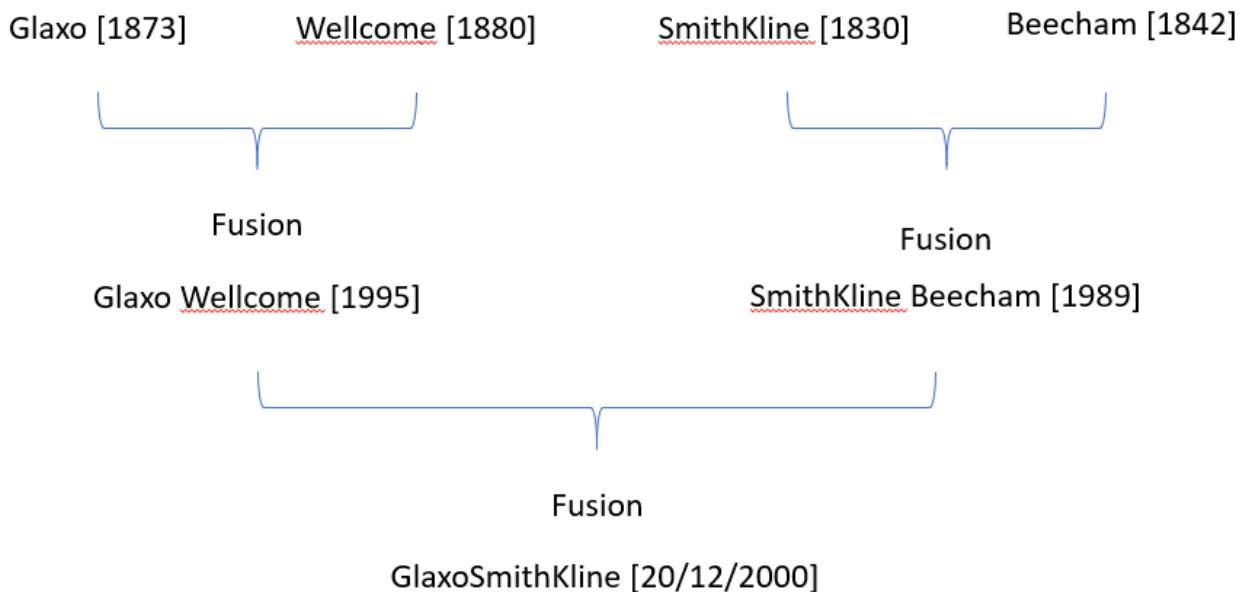 Glaxo [1873] Wellcome [1880] SmithKline [1830] Beecham [1842]
Fusion Fusion
Glaxo Wellcome [1995] SmithKline Beecham [1989]
Fusion
GlaxoSmithKline [20/12/2000]